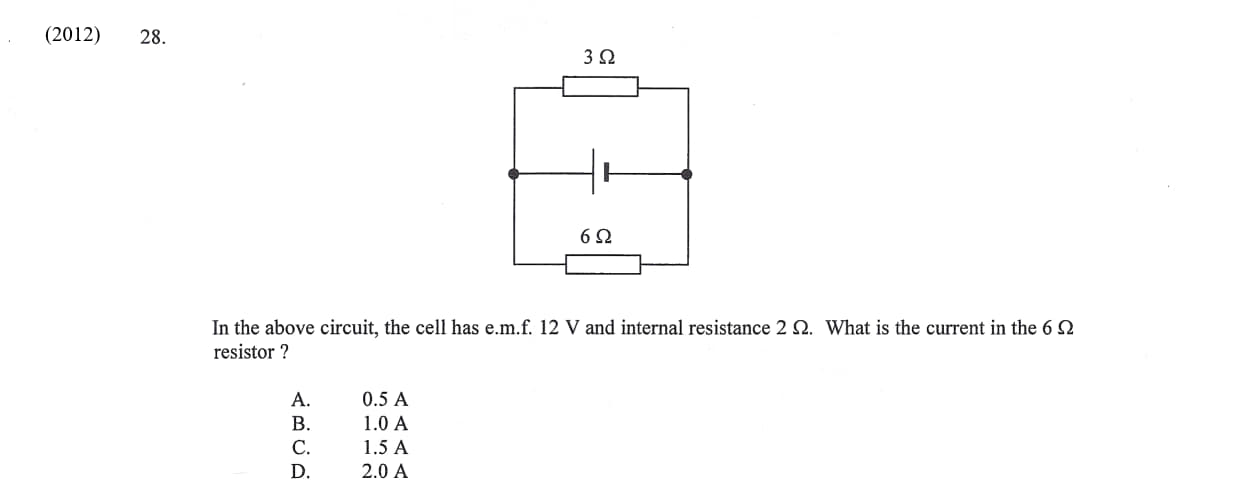 (2012) 28.
3 Ω
6 Ω
In the above circuit, the cell has e.m.f. 12 V and internal resistance 2 Ω. What is the current in the 6 Ω
resistor ?
A. 0.5 A
B. 1.0 A
C. 1.5 A
D. 2.0 A